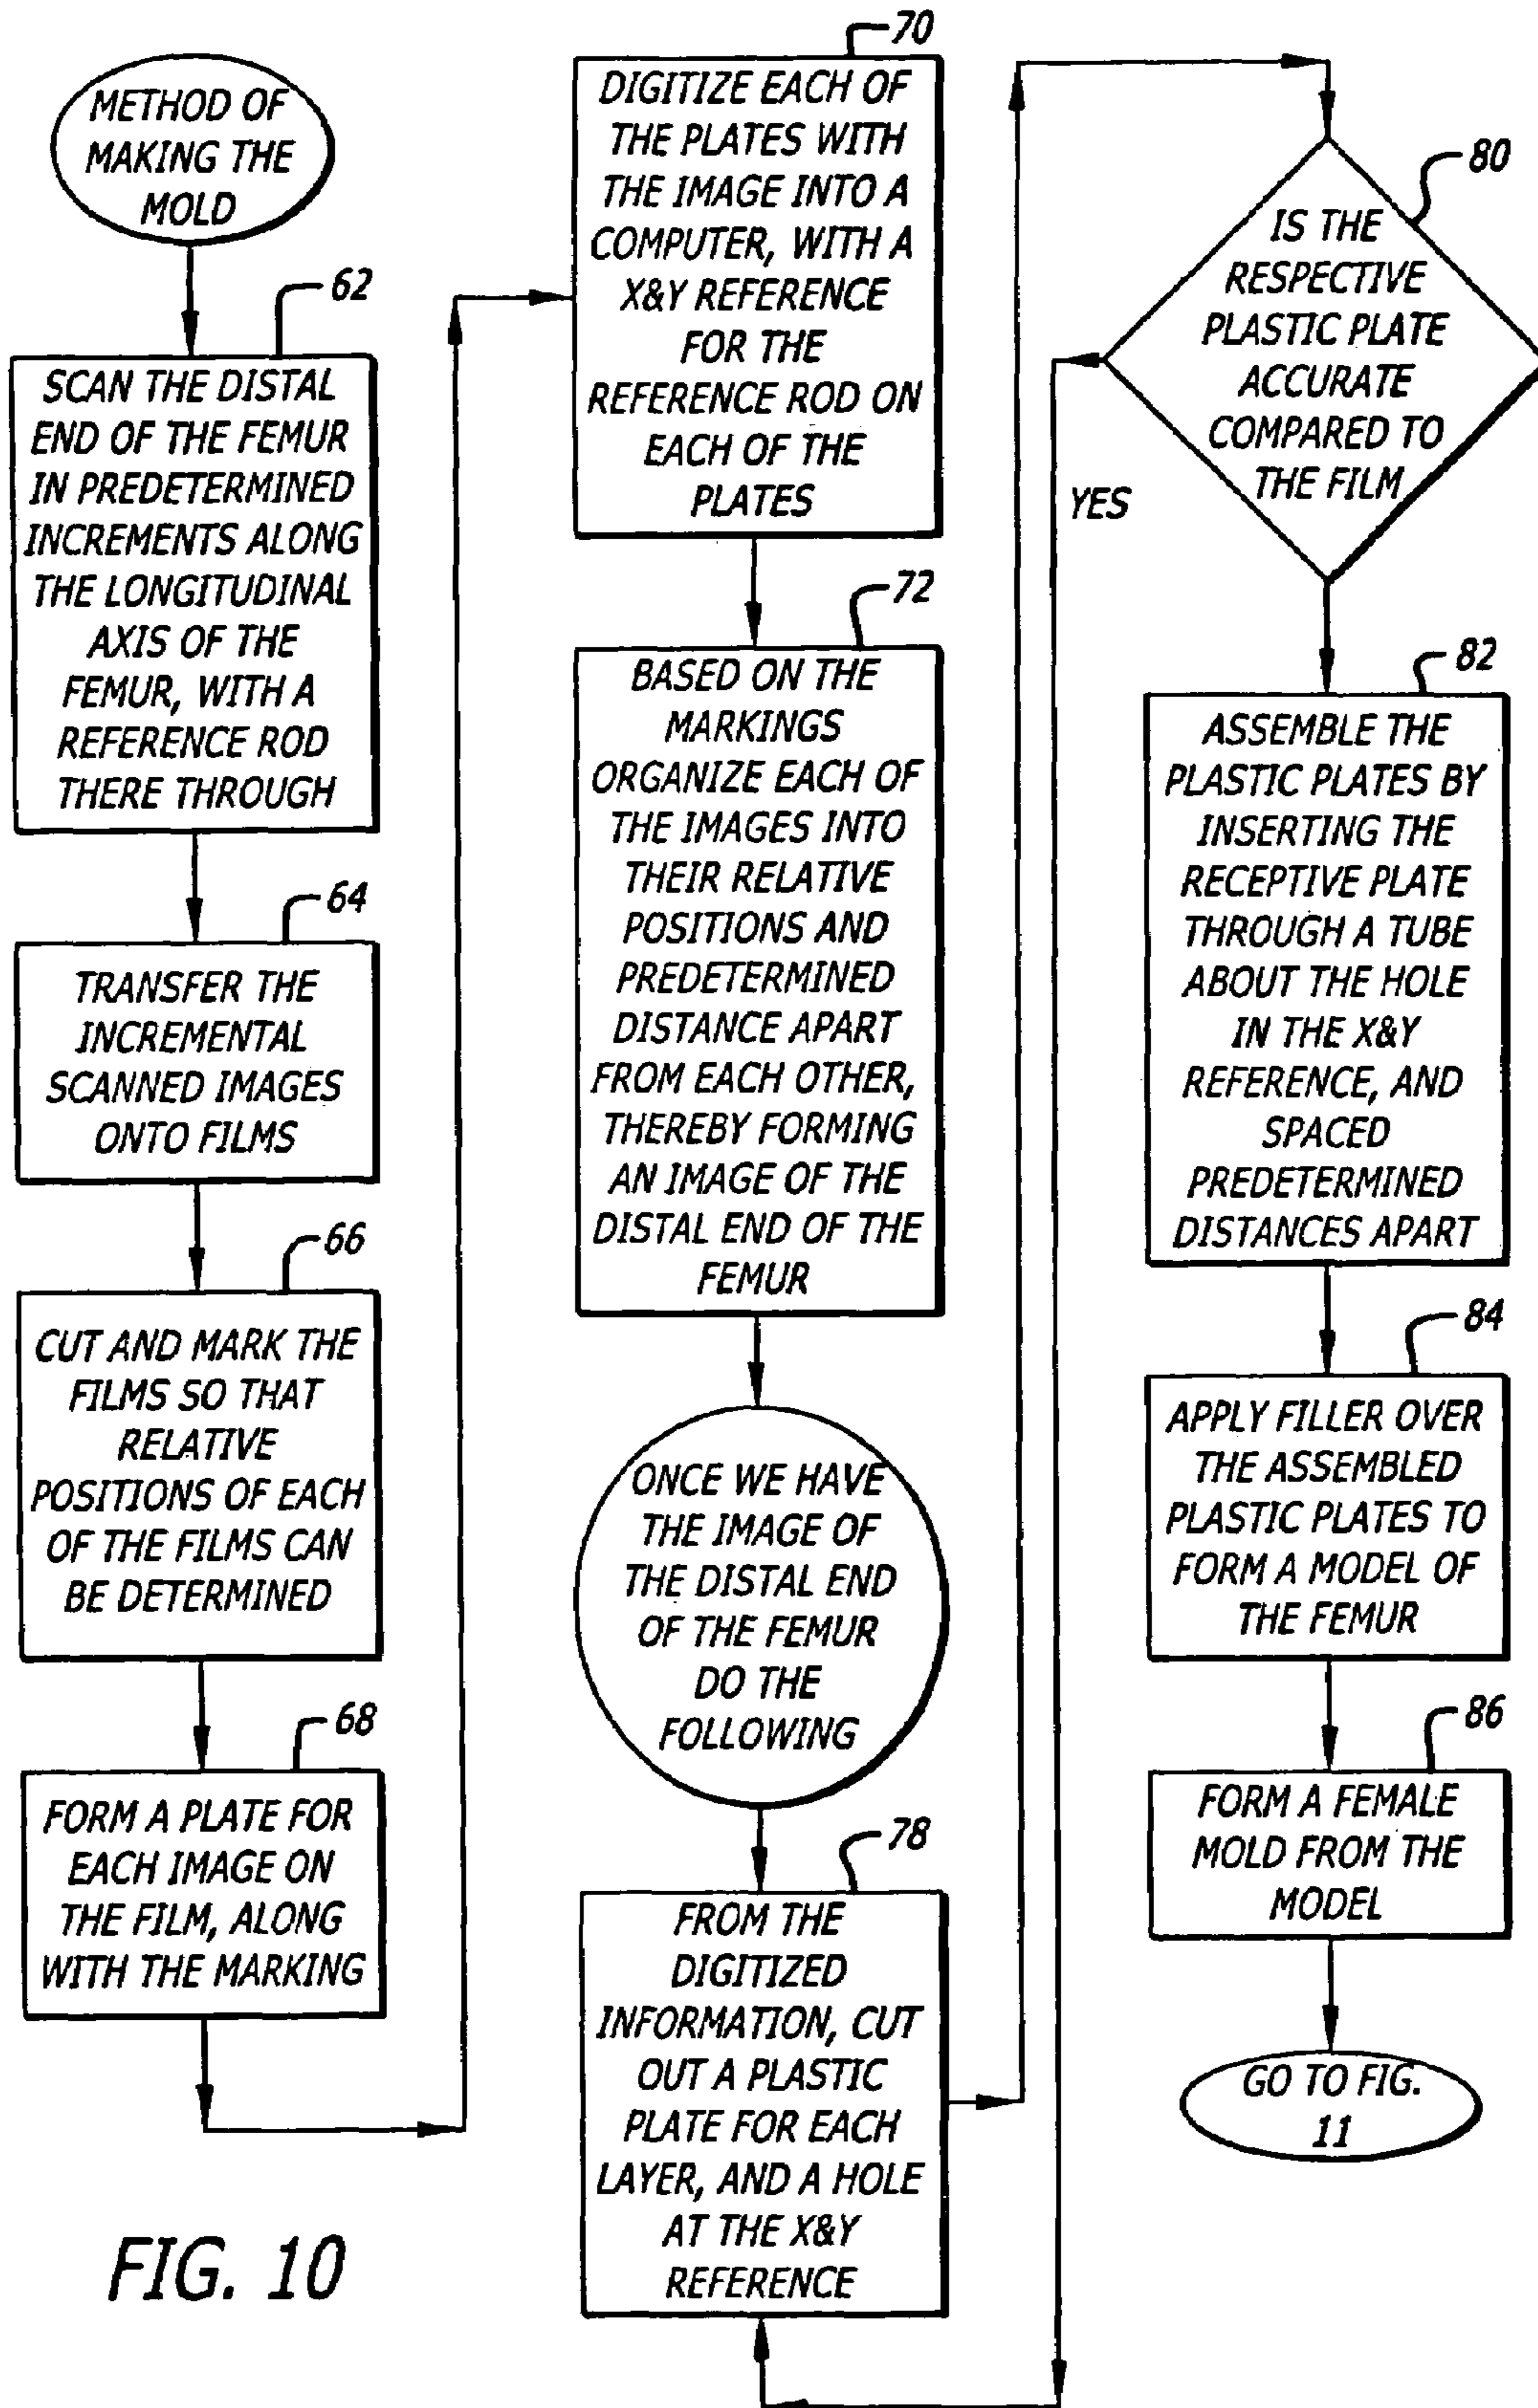 METHOD OF
MAKING THE
MOLD
62
SCAN THE DISTAL
END OF THE FEMUR
IN PREDETERMINED
INCREMENTS ALONG
THE LONGITUDINAL
AXIS OF THE
FEMUR, WITH A
REFERENCE ROD
THERE THROUGH
64
TRANSFER THE
INCREMENTAL
SCANNED IMAGES
ONTO FILMS
66
CUT AND MARK THE
FILMS SO THAT
RELATIVE
POSITIONS OF EACH
OF THE FILMS CAN
BE DETERMINED
68
FORM A PLATE FOR
EACH IMAGE ON
THE FILM, ALONG
WITH THE MARKING
70
DIGITIZE EACH OF
THE PLATES WITH
THE IMAGE INTO A
COMPUTER, WITH A
X&Y REFERENCE
FOR THE
REFERENCE ROD ON
EACH OF THE
PLATES
72
BASED ON THE
MARKINGS
ORGANIZE EACH OF
THE IMAGES INTO
THEIR RELATIVE
POSITIONS AND
PREDETERMINED
DISTANCE APART
FROM EACH OTHER,
THEREBY FORMING
AN IMAGE OF THE
DISTAL END OF THE
FEMUR
ONCE WE HAVE
THE IMAGE OF
THE DISTAL END
OF THE FEMUR
DO THE
FOLLOWING
78
FROM THE
DIGITIZED
INFORMATION, CUT
OUT A PLASTIC
PLATE FOR EACH
LAYER, AND A HOLE
AT THE X&Y
REFERENCE
80
IS THE
RESPECTIVE
PLASTIC PLATE
ACCURATE
COMPARED TO
THE FILM
YES
82
ASSEMBLE THE
PLASTIC PLATES BY
INSERTING THE
RECEPTIVE PLATE
THROUGH A TUBE
ABOUT THE HOLE
IN THE X&Y
REFERENCE, AND
SPACED
PREDETERMINED
DISTANCES APART
84
APPLY FILLER OVER
THE ASSEMBLED
PLASTIC PLATES TO
FORM A MODEL OF
THE FEMUR
86
FORM A FEMALE
MOLD FROM THE
MODEL
GO TO FIG.
11
FIG. 10